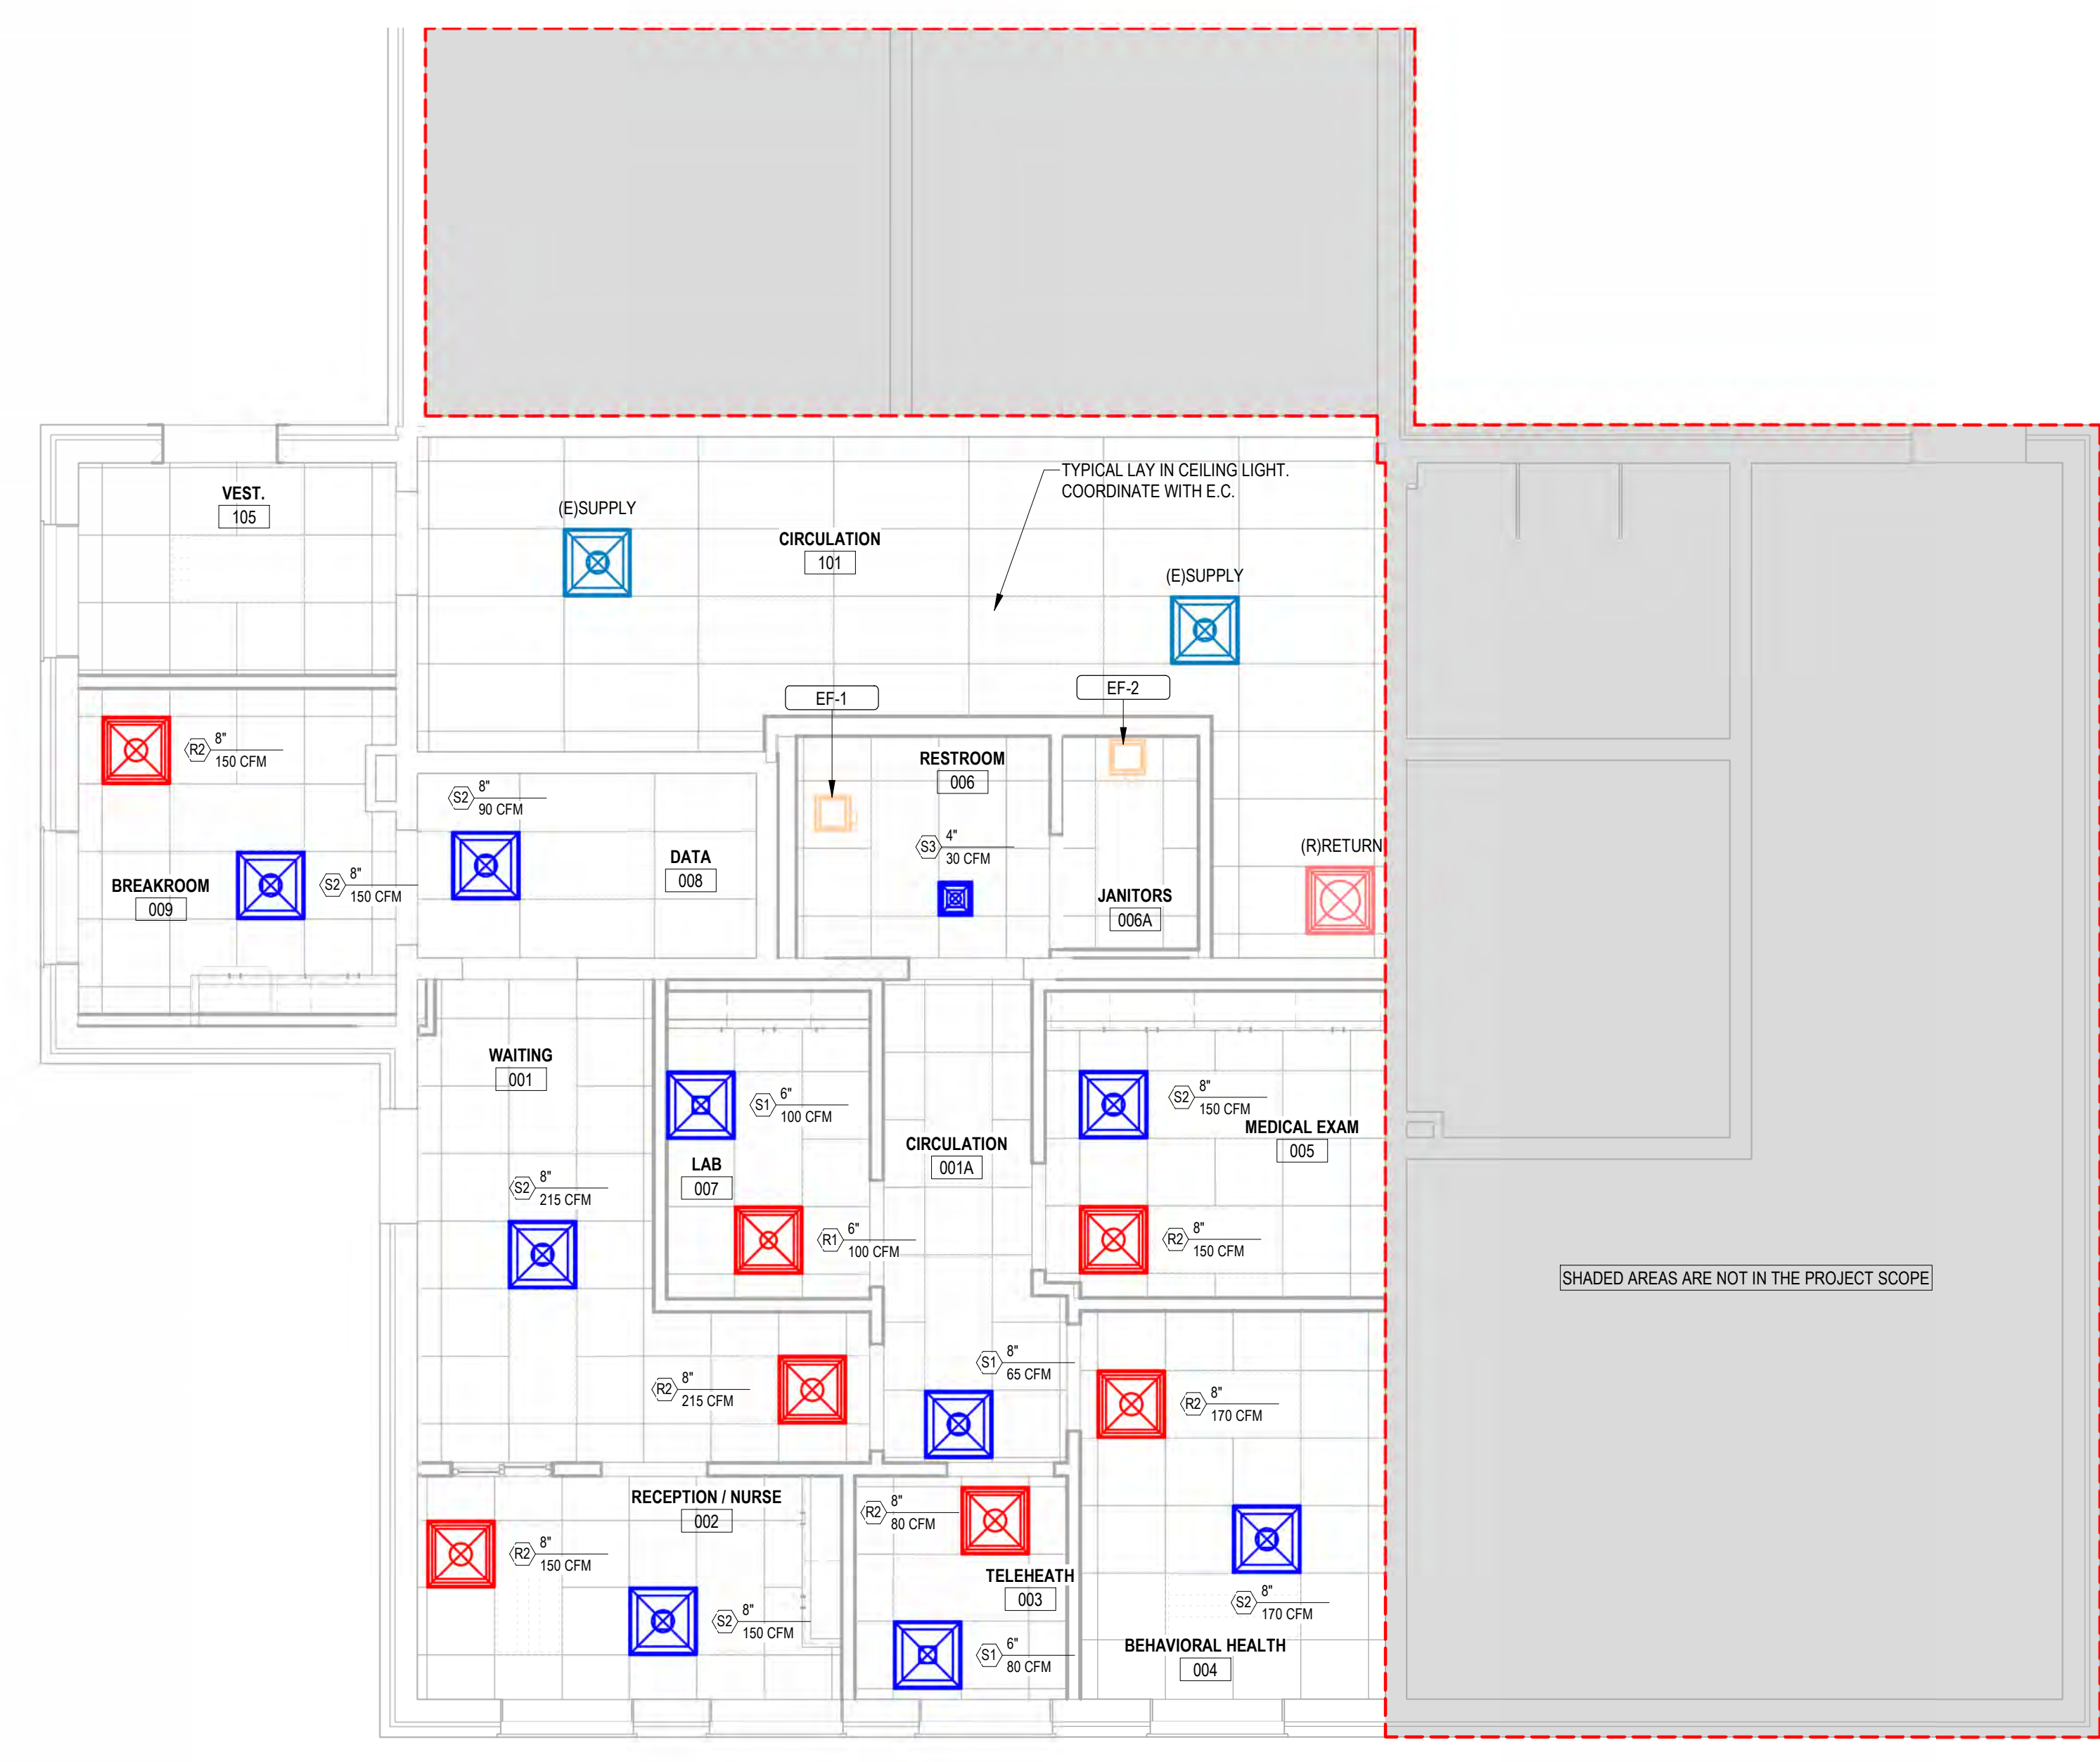 TYPICAL LAY IN CEILING LIGHT.
COORDINATE WITH E.C.
VEST.
105
(E)SUPPLY
CIRCULATION
101
(E)SUPPLY
EF-1
EF-2
R2 8"
150 CFM
RESTROOM
006
S2 8"
90 CFM
S3 4"
30 CFM
(R)RETURN
DATA
008
BREAKROOM
009
S2 8"
150 CFM
JANITORS
006A
WAITING
001
S1 6"
100 CFM
S2 8"
150 CFM
MEDICAL EXAM
005
CIRCULATION
001A
LAB
007
S2 8"
215 CFM
R1 6"
100 CFM
R2 8"
150 CFM
SHADED AREAS ARE NOT IN THE PROJECT SCOPE
S1 8"
65 CFM
R2 8"
215 CFM
R2 8"
170 CFM
RECEPTION / NURSE
002
R2 8"
80 CFM
R2 8"
150 CFM
TELEHEATH
003
S2 8"
150 CFM
S2 8"
170 CFM
S1 6"
80 CFM
BEHAVIORAL HEALTH
004